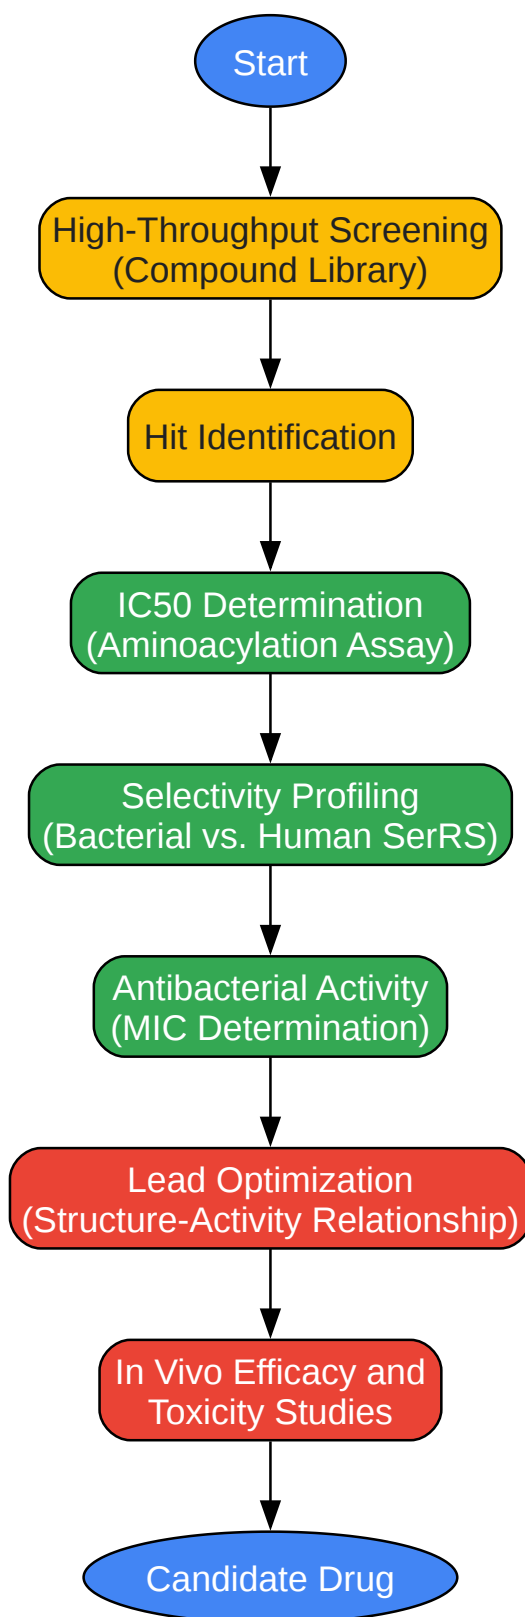 Start
High-Throughput Screening
(Compound Library)
Hit Identification
IC50 Determination
(Aminoacylation Assay)
Selectivity Profiling
(Bacterial vs. Human SerRS)
Antibacterial Activity
(MIC Determination)
Lead Optimization
(Structure-Activity Relationship)
In Vivo Efficacy and
Toxicity Studies
Candidate Drug